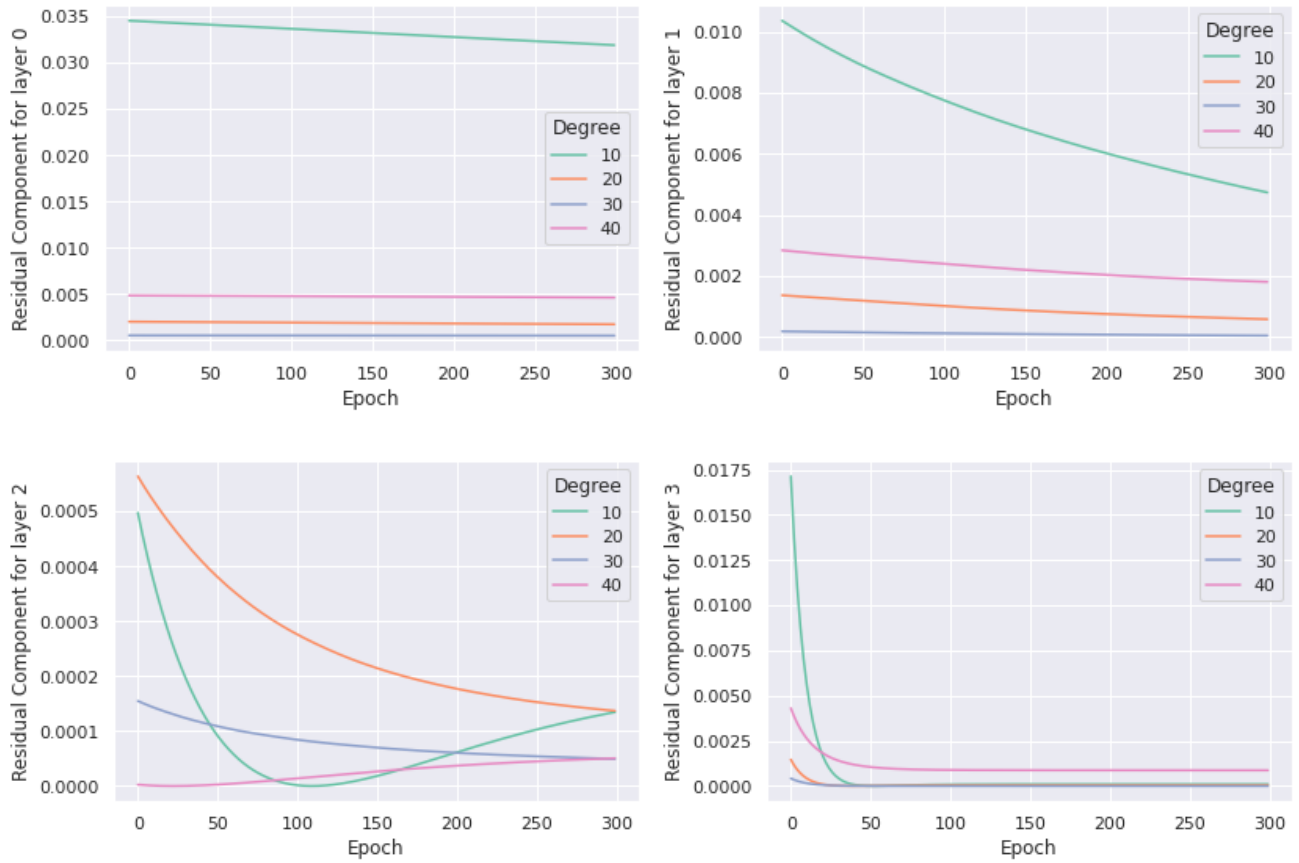 Residual Component for layer 0
0.035
0.030
0.025
0.020
0.015
0.010
0.005
0.000
Degree
10
20
30
40
0 50 100 150 200 250 300
Epoch
Residual Component for layer 1
0.010
0.008
0.006
0.004
0.002
0.000
Degree
10
20
30
40
0 50 100 150 200 250 300
Epoch
Residual Component for layer 2
0.0005
0.0004
0.0003
0.0002
0.0001
0.0000
Degree
10
20
30
40
0 50 100 150 200 250 300
Epoch
Residual Component for layer 3
0.0175
0.0150
0.0125
0.0100
0.0075
0.0050
0.0025
0.0000
Degree
10
20
30
40
0 50 100 150 200 250 300
Epoch